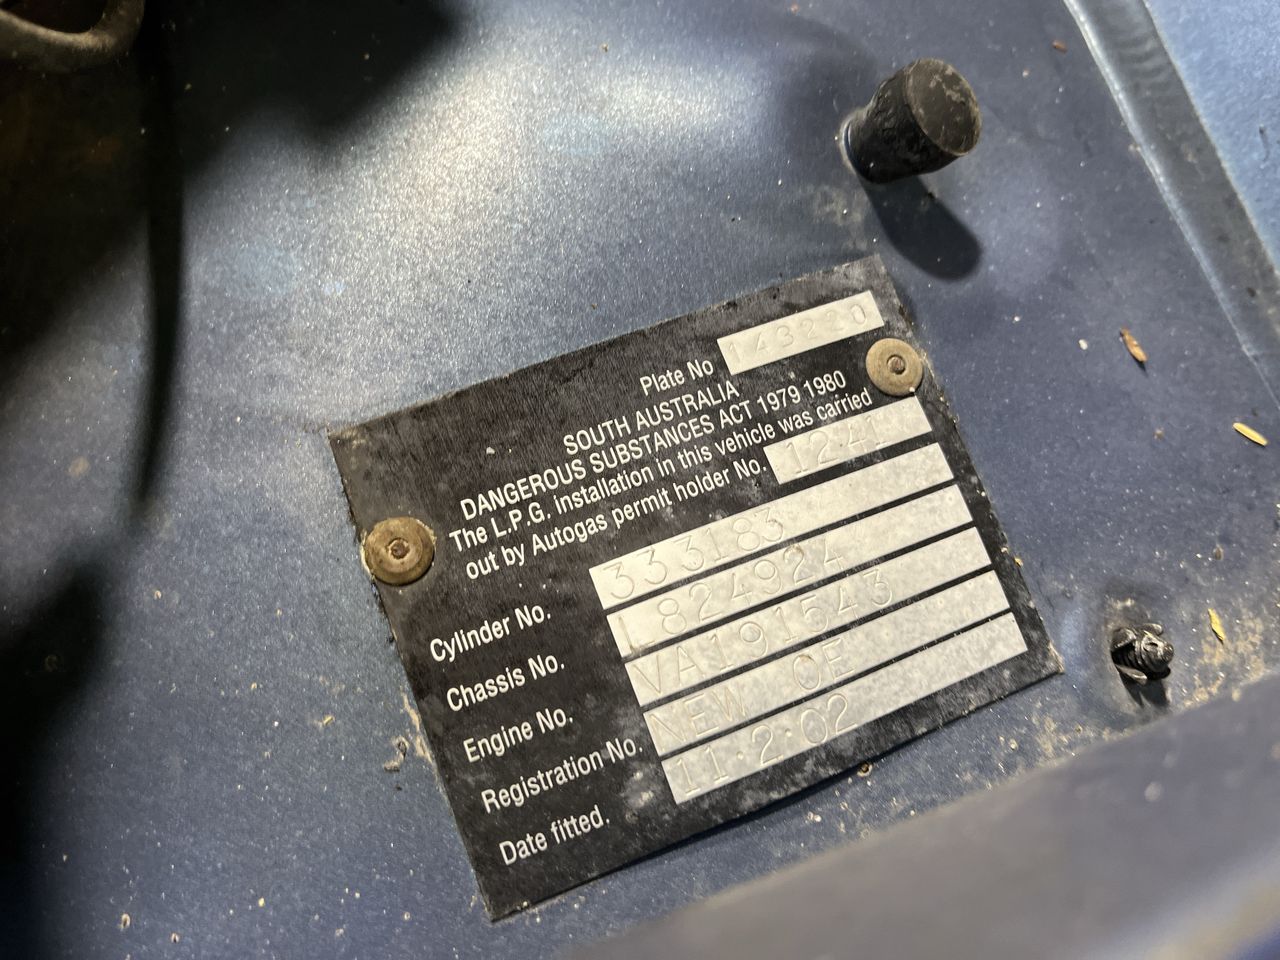 Plate No 143220
SOUTH AUSTRALIA
DANGEROUS SUBSTANCES ACT 1979 1980
The L.P.G. installation in this vehicle was carried
out by Autogas permit holder No. 12·41
Cylinder No. 333183
Chassis No. L824924
Engine No. VA191543
Registration No. NEW OE
Date fitted. 11·2·02